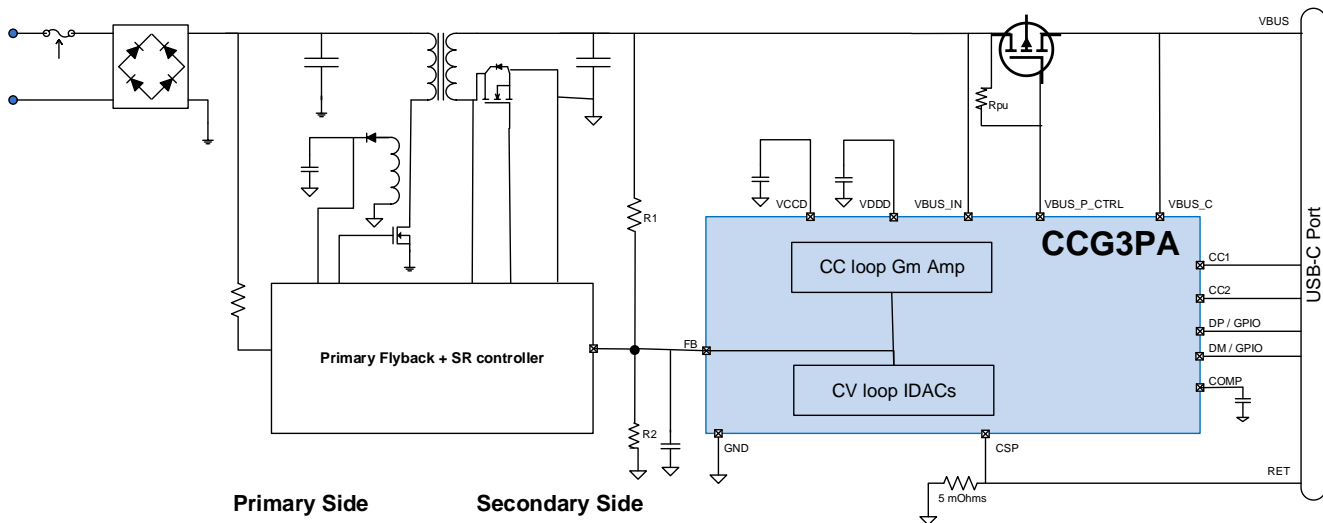 VBUS
Rpu
VCCD
VDDD
VBUS_IN
VBUS_P_CTRL
VBUS_C
CCG3PA
R1
CC loop Gm Amp
CC1
CC2
DP / GPIO
DM / GPIO
COMP
USB-C Port
Primary Flyback + SR controller
FB
CV loop IDACs
R2
GND
CSP
RET
5 mOhms
Primary Side
Secondary Side